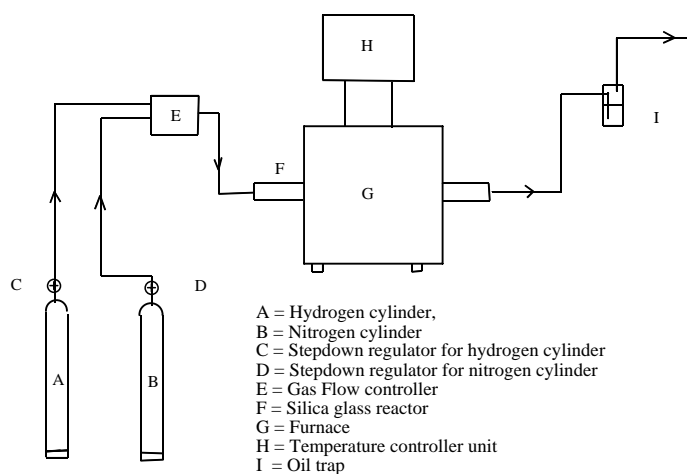 H
E
F
G
I
C
D
A
B
A = Hydrogen cylinder,
B = Nitrogen cylinder
C = Stepdown regulator for hydrogen cylinder
D = Stepdown regulator for nitrogen cylinder
E = Gas Flow controller
F = Silica glass reactor
G = Furnace
H = Temperature controller unit
I = Oil trap